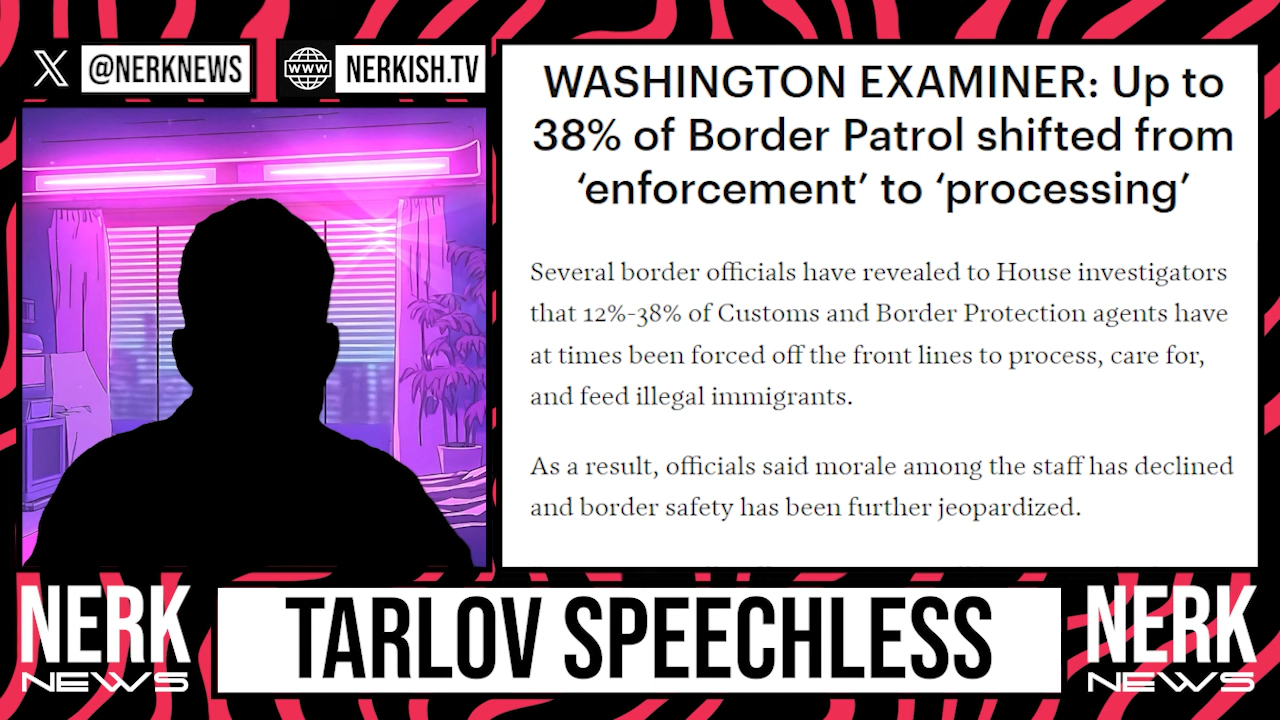 @NERKNEWS
WWW
NERKISH.TV
WASHINGTON EXAMINER: Up to
38% of Border Patrol shifted from
‘enforcement’ to ‘processing’
Several border officials have revealed to House investigators
that 12%-38% of Customs and Border Protection agents have
at times been forced off the front lines to process, care for,
and feed illegal immigrants.
As a result, officials said morale among the staff has declined
and border safety has been further jeopardized.
NERK
NEWS
TARLOV SPEECHLESS
NERK
NEWS